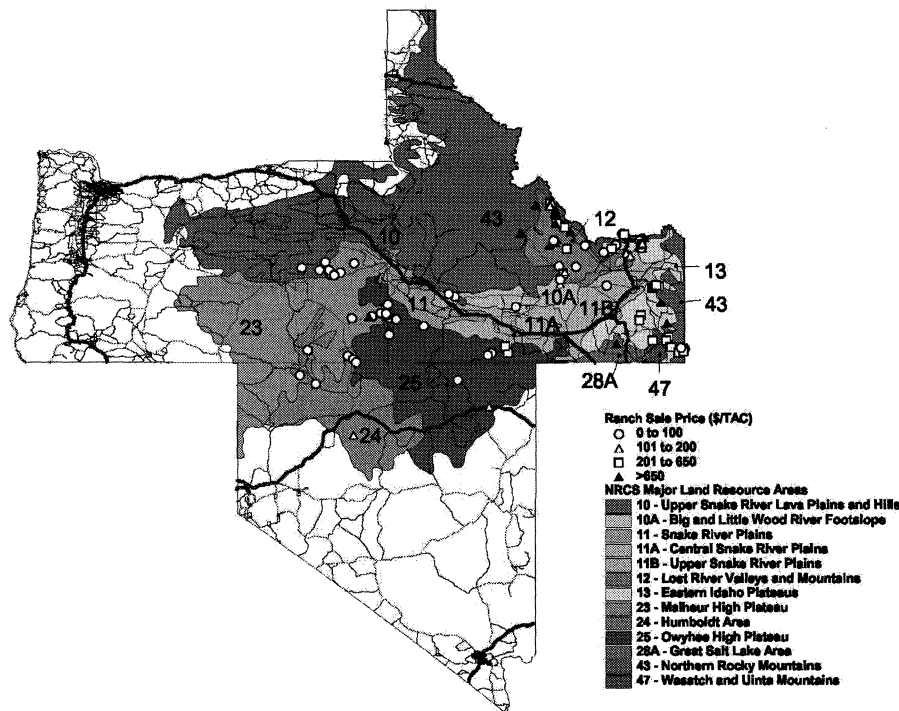 43
12
10
13
10A
11
11B
43
23
11A
28A
47
25
24
Ranch Sale Price ($/TAC)
0 to 100
101 to 200
201 to 650
>650
NRCS Major Land Resource Areas
10 - Upper Snake River Lava Plains and Hills
10A - Big and Little Wood River Footslope
11 - Snake River Plains
11A - Central Snake River Plains
11B - Upper Snake River Plains
12 - Lost River Valleys and Mountains
13 - Eastern Idaho Plateaus
23 - Malheur High Plateau
24 - Humboldt Area
25 - Owyhee High Plateau
28A - Great Salt Lake Area
43 - Northern Rocky Mountains
47 - Wasatch and Uinta Mountains